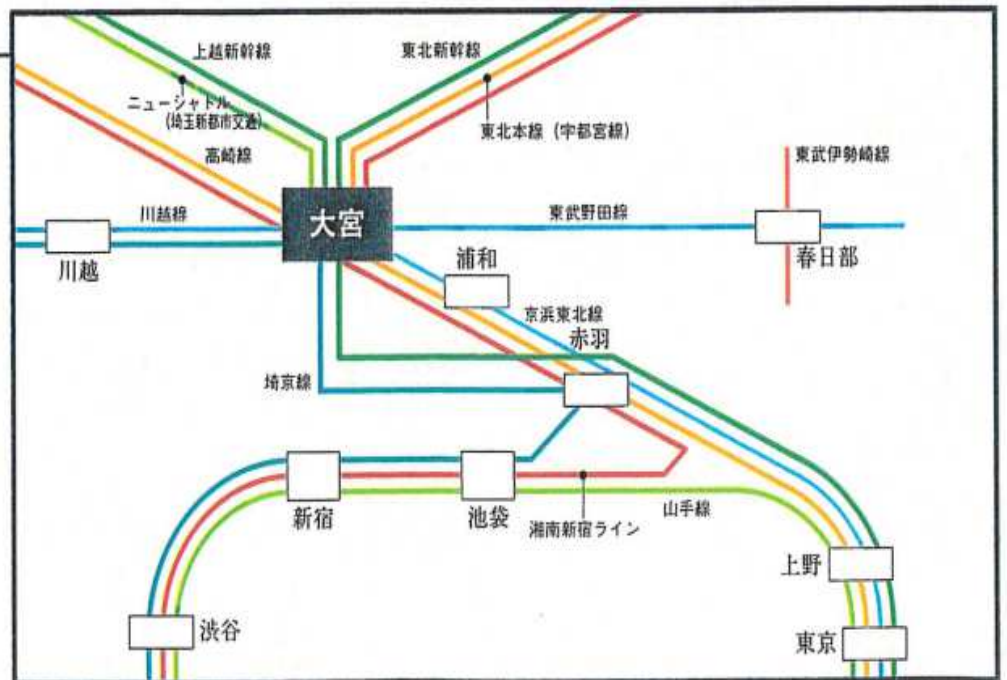 上越新幹線
東北新幹線
ニューシャトル
(埼玉新都市交通)
東北本線(宇都宮線)
高崎線
東武伊勢崎線
川越線
大宮
東武野田線
川越
浦和
春日部
京浜東北線
赤羽
埼京線
新宿
池袋
湘南新宿ライン
山手線
上野
渋谷
東京